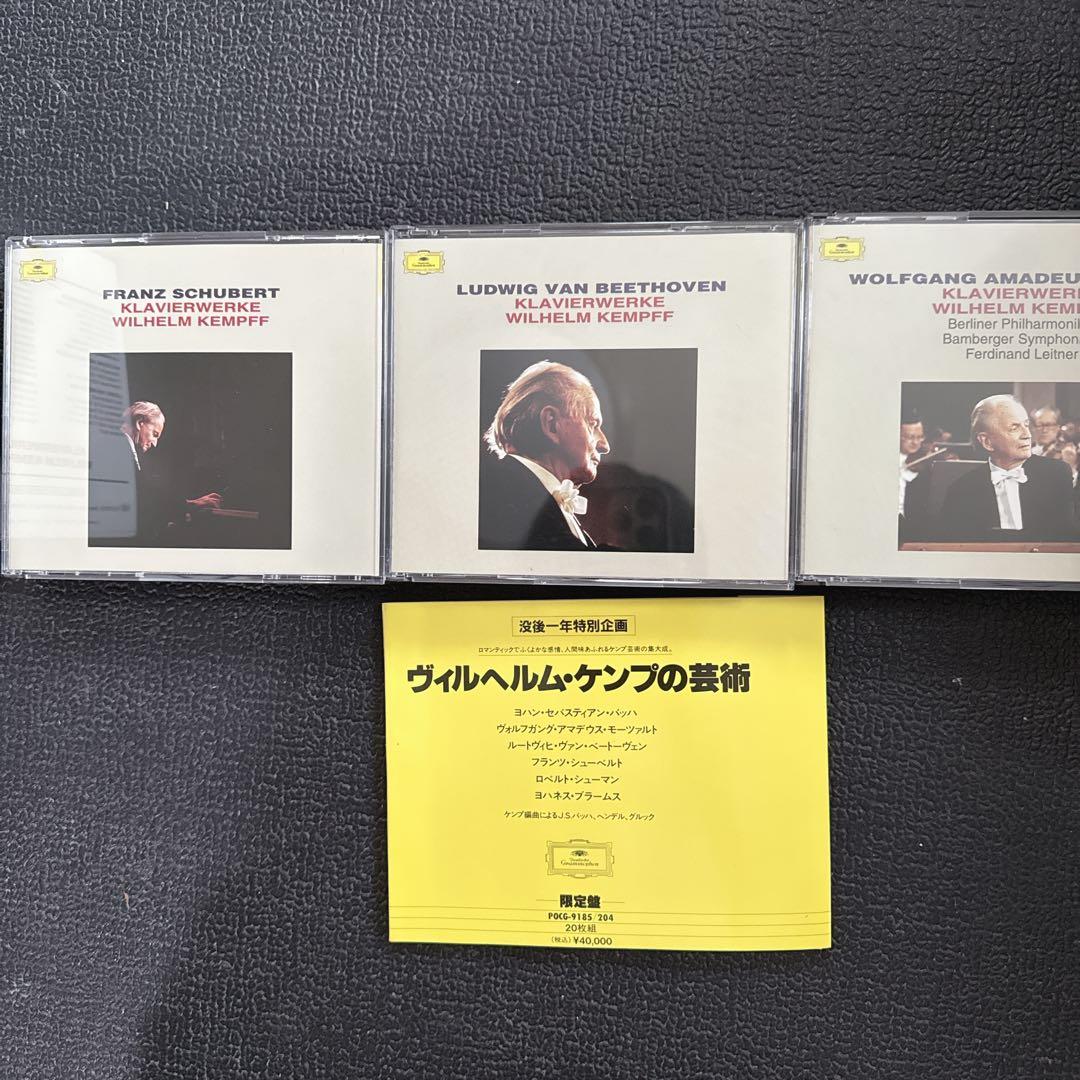 Deutsche Grammophon
FRANZ SCHUBERT
KLAVIERWERKE
WILHELM KEMPFF
Deutsche Grammophon
LUDWIG VAN BEETHOVEN
KLAVIERWERKE
WILHELM KEMPFF
Deutsche Grammophon
WOLFGANG AMADEU
KLAVIERWERK
WILHELM KEM
Berliner Philharmonik
Bamberger Symphon
Ferdinand Leitner
没後一年特別企画
ロマンティックでふくよかな感情、人間味あふれるケンプ芸術の集大成。
ヴィルヘルム・ケンプの芸術
ヨハン・セバスティアン・バッハ
ヴォルフガング・アマデウス・モーツァルト
ルートヴィヒ・ヴァン・ベートーヴェン
フランツ・シューベルト
ロベルト・シューマン
ヨハネス・ブラームス
ケンプ編曲によるJ.S.バッハ、ヘンデル、グルック
Deutsche Grammophon
限定盤
POCG-9185/204
20枚組
(税込)¥40,000